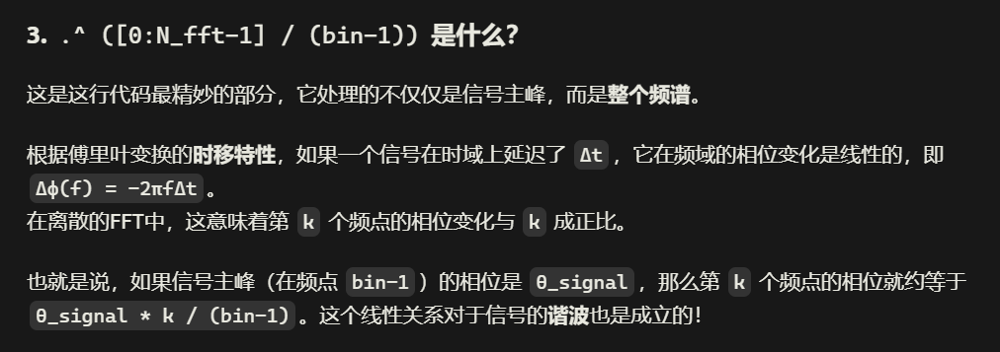 3. .^ ([0:N_fft-1] / (bin-1)) 是什么？
这是这行代码最精妙的部分，它处理的不仅仅是信号主峰，而是整个频谱。
根据傅里叶变换的时移特性，如果一个信号在时域上延迟了 Δt ，它在频域的相位变化是线性的，即
Δϕ(f) = -2πfΔt 。
在离散的FFT中，这意味着第 k 个频点的相位变化与 k 成正比。
也就是说，如果信号主峰（在频点 bin-1 ）的相位是 θ_signal ，那么第 k 个频点的相位就约等于
θ_signal * k / (bin-1) 。这个线性关系对于信号的谐波也是成立的！